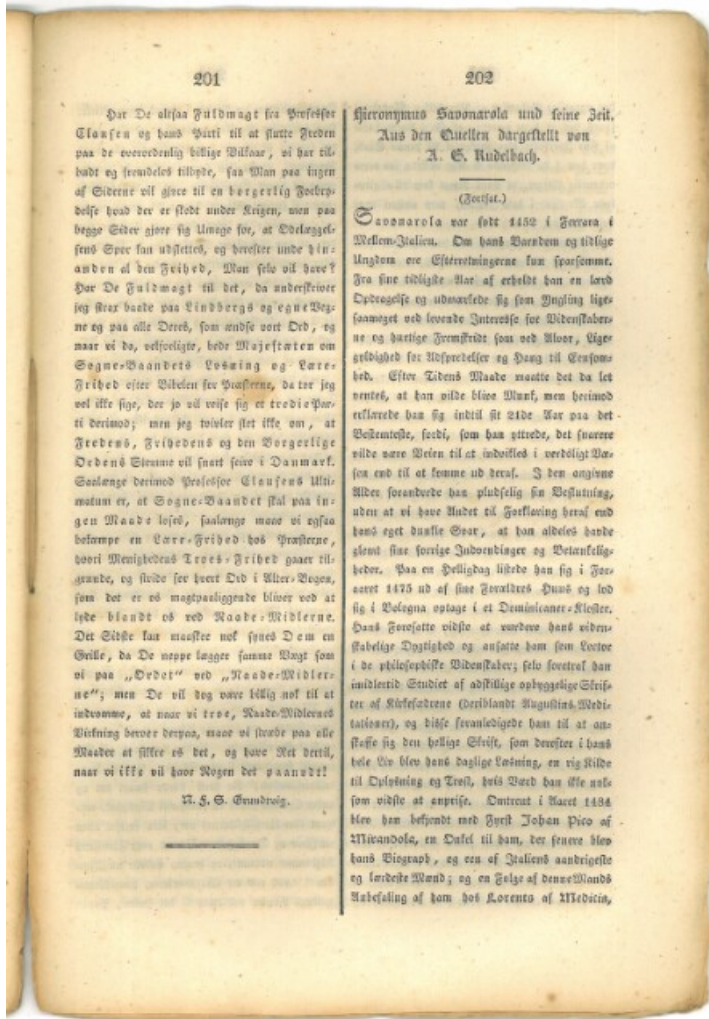 201
Har De altsaa Fuldmagt fra Professor
Clausen og hans Parti til at slutte Freden
paa de overordenlig billige Vilkaar, vi har til-
budt og fremdeles tilbyde, saa Man paa ingen
af Siderne vil gjøre til en borgerlig Forbry-
delse hvad der er skedt under Krigen, men paa
begge Sider gjøre sig Umage for, at Ødelæggel-
sens Spor kan udslettes, og herefter unde hin-
anden al den Frihed, Man selv vil have?
Har De Fuldmagt til det, da underskriver
jeg strax baade paa Lindbergs og egne Veg-
ne og paa alle Deres, som ændse vort Ord, og
naar vi da, velforligte, bede Majestæten om
Sogne-Baandets Løsning og Lære-
Frihed efter Bibelen for Præsterne, da tør jeg
vel ikke sige, der jo vil reise sig et tredie Par-
ti derimod; men jeg tvivler slet ikke om, at
Fredens, Frihedens og den Borgerlige
Ordens Stemme vil snart seire i Danmark.
Saalænge derimod Professor Clausens Ulti-
matum er, at Sogne-Baandet skal paa in-
gen Maade løses, saalænge maae vi ogsaa
bekæmpe en Lære-Frihed hos Præsterne,
hvori Menighedens Troes-Frihed gaaer til-
grunde, og stride for hvert Ord i Alter-Bogen,
som det er os magtpaaliggende bliver ved at
lyde blandt os ved Naade-Midlerne.
Det Sidste kan maaskee nok synes Dem en
Grille, da De neppe lægger samme Vægt som
vi paa „Ordet“ ved „Naade-Midler-
ne“; men De vil dog være billig nok til at
indrømme, at naar vi troe, Naade-Midlernes
Virkning beroer derpaa, maae vi stræbe paa alle
Maader at sikkre os det, og have Ret dertil,
naar vi ikke vil have Nogen det paanødt!
N. F. S. Grundtvig.
202
Hieronymus Savonarola und seine Zeit.
Aus den Quellen dargestellt von
A. G. Rudelbach.
(Fortsat.)
Savonarola var født 1452 i Ferrara i
Mellem-Italien. Om hans Barndom og tidlige
Ungdom ere Efterretningerne kun sparsomme.
Fra sine tidligste Aar af erholdt han en lærd
Opdragelse og udmærkede sig som Yngling lige-
saameget ved levende Interesse for Videnskaber-
ne og hurtige Fremskridt som ved Alvor, Lige-
gyldighed for Adspredelser og Hang til Eensom-
hed. Efter Tidens Maade maatte det da let
ventes, at han vilde blive Munk, men herimod
erklærede han sig indtil sit 21de Aar paa det
Bestemteste, fordi, som han yttrede, det snarere
vilde være Veien til at indvikles i verdsligt Væ-
sen end til at komme ud deraf. I den angivne
Alder forandrede han pludselig sin Beslutning,
uden at vi have Andet til Forklaring heraf end
hans eget dunkle Svar, at han aldeles havde
glemt sine forrige Indvendinger og Betænkelig-
heder. Paa en Helligdag listede han sig i For-
aaret 1475 ud af sine Forældres Huus og lod
sig i Bologna optage i et Dominicaner-Kloster.
Hans Foresatte vidste at vurdere hans viden-
skabelige Dygtighed og ansatte ham som Lector
i de philosophiske Videnskaber; selv foretrak han
imidlertid Studiet af adskillige opbyggelige Skrif-
ter af Kirkefædrene (deriblandt Augustins Medi-
tationer), og disse foranledigede ham til at an-
skaffe sig den hellige Skrift, som derefter i hans
hele Liv blev hans daglige Læsning, en rig Kilde
til Oplysning og Trøst, hvis Værd han ikke nok-
som vidste at anprise. Omtrent i Aaret 1484
blev han bekjendt med Fyrst Johan Pico af
Mirandola, en Onkel til ham, der senere blev
hans Biograph, og een af Italiens aandrigeste
og lærdeste Mænd; og en Følge af denne Mands
Anbefaling af ham hos Lorents af Medicis,